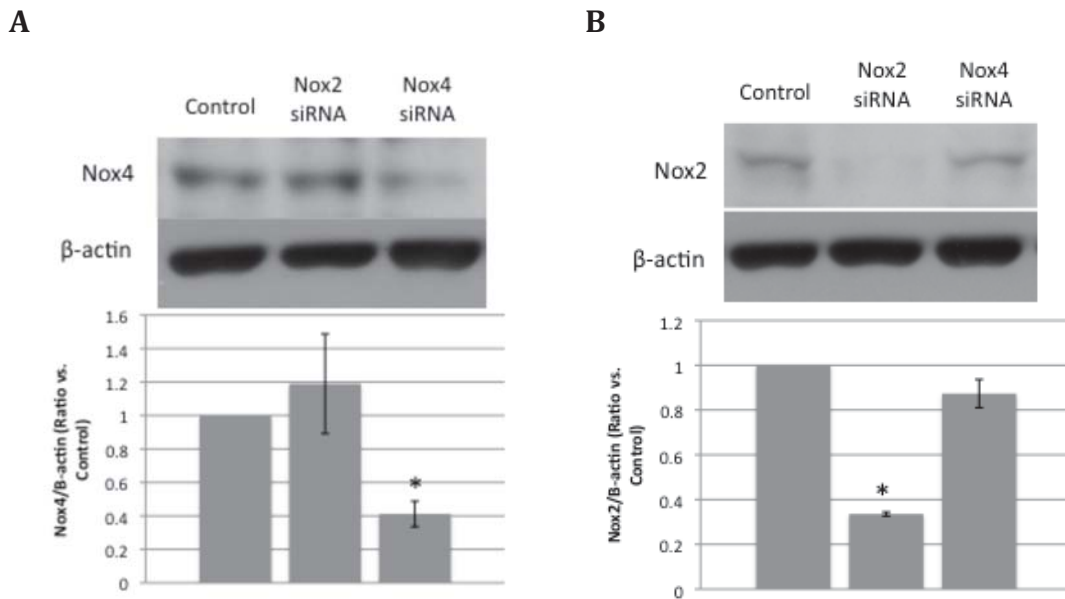 A
Control
Nox2
siRNA
Nox4
siRNA
Nox4
β-actin
Nox4/B-actin (Ratio vs.
Control)
1.6
1.4
1.2
1
0.8
0.6
0.4
0.2
0
*
B
Control
Nox2
siRNA
Nox4
siRNA
Nox2
β-actin
Nox2/B-actin (Ratio vs.
Control)
1.2
1
0.8
0.6
0.4
0.2
0
*